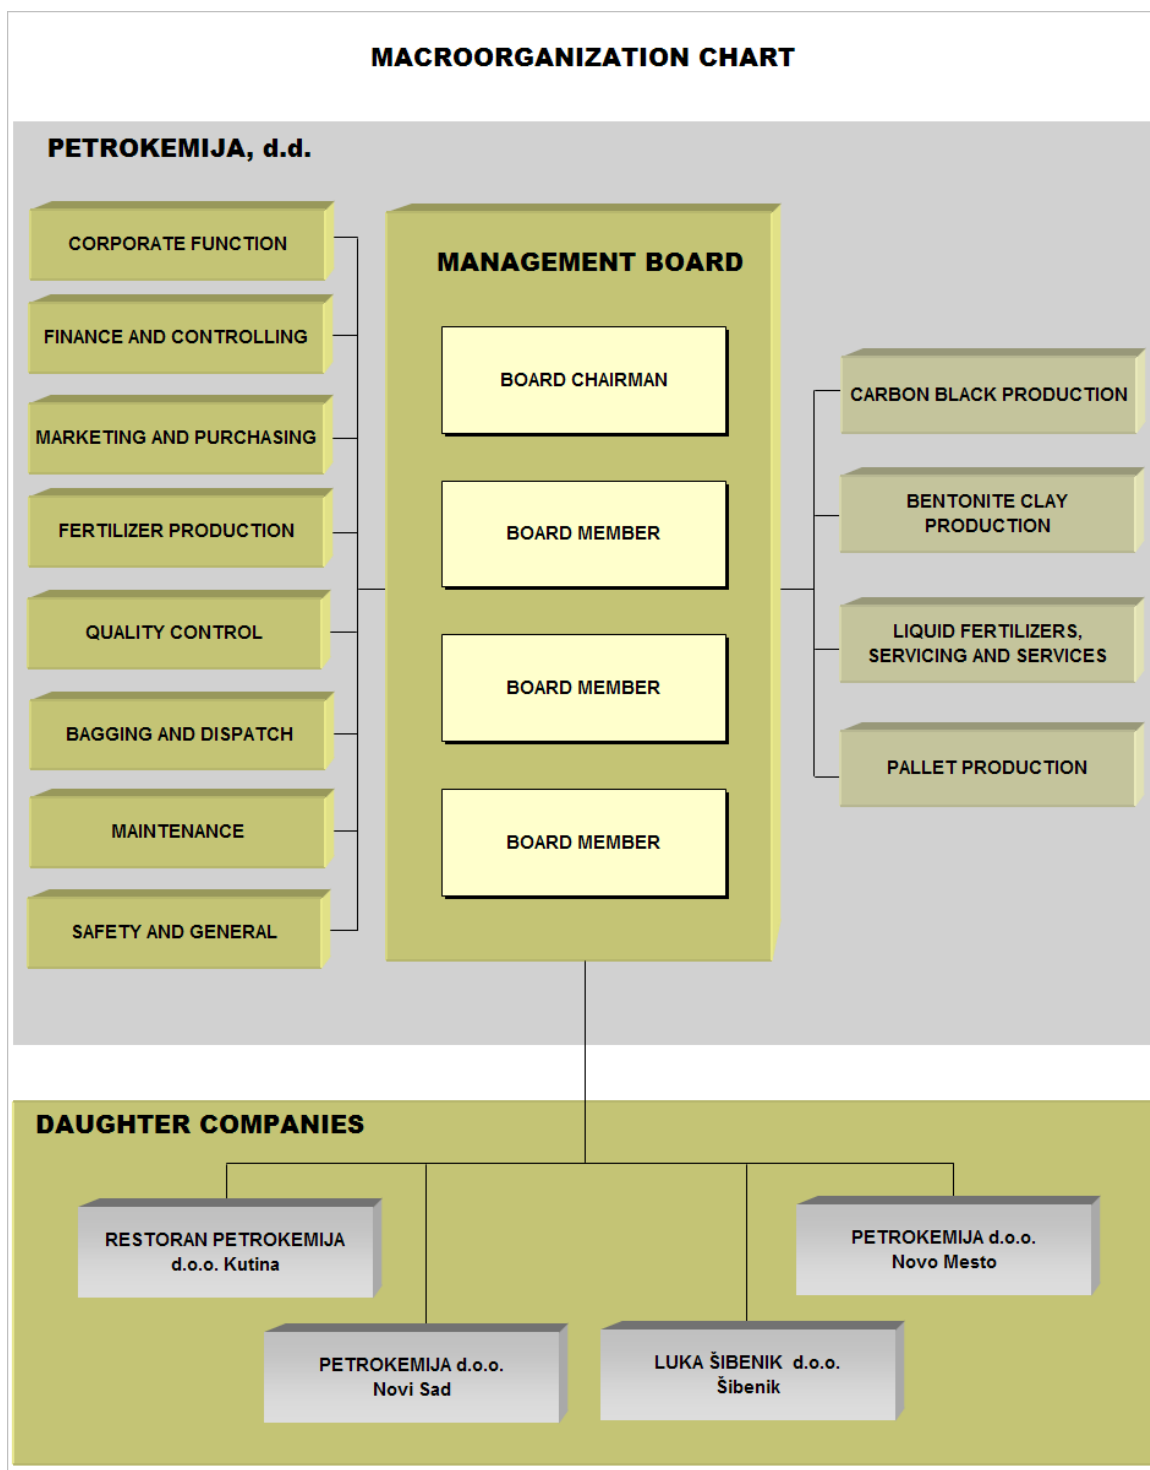 MACROORGANIZATION CHART
PETROKEMIJA, d.d.
CORPORATE FUNCTION
FINANCE AND CONTROLLING
MARKETING AND PURCHASING
FERTILIZER PRODUCTION
QUALITY CONTROL
BAGGING AND DISPATCH
MAINTENANCE
SAFETY AND GENERAL
MANAGEMENT BOARD
BOARD CHAIRMAN
BOARD MEMBER
BOARD MEMBER
BOARD MEMBER
CARBON BLACK PRODUCTION
BENTONITE CLAY
PRODUCTION
LIQUID FERTILIZERS,
SERVICING AND SERVICES
PALLET PRODUCTION
DAUGHTER COMPANIES
RESTORAN PETROKEMIJA
d.o.o. Kutina
PETROKEMIJA d.o.o.
Novi Sad
LUKA ŠIBENIK d.o.o.
Šibenik
PETROKEMIJA d.o.o.
Novo Mesto